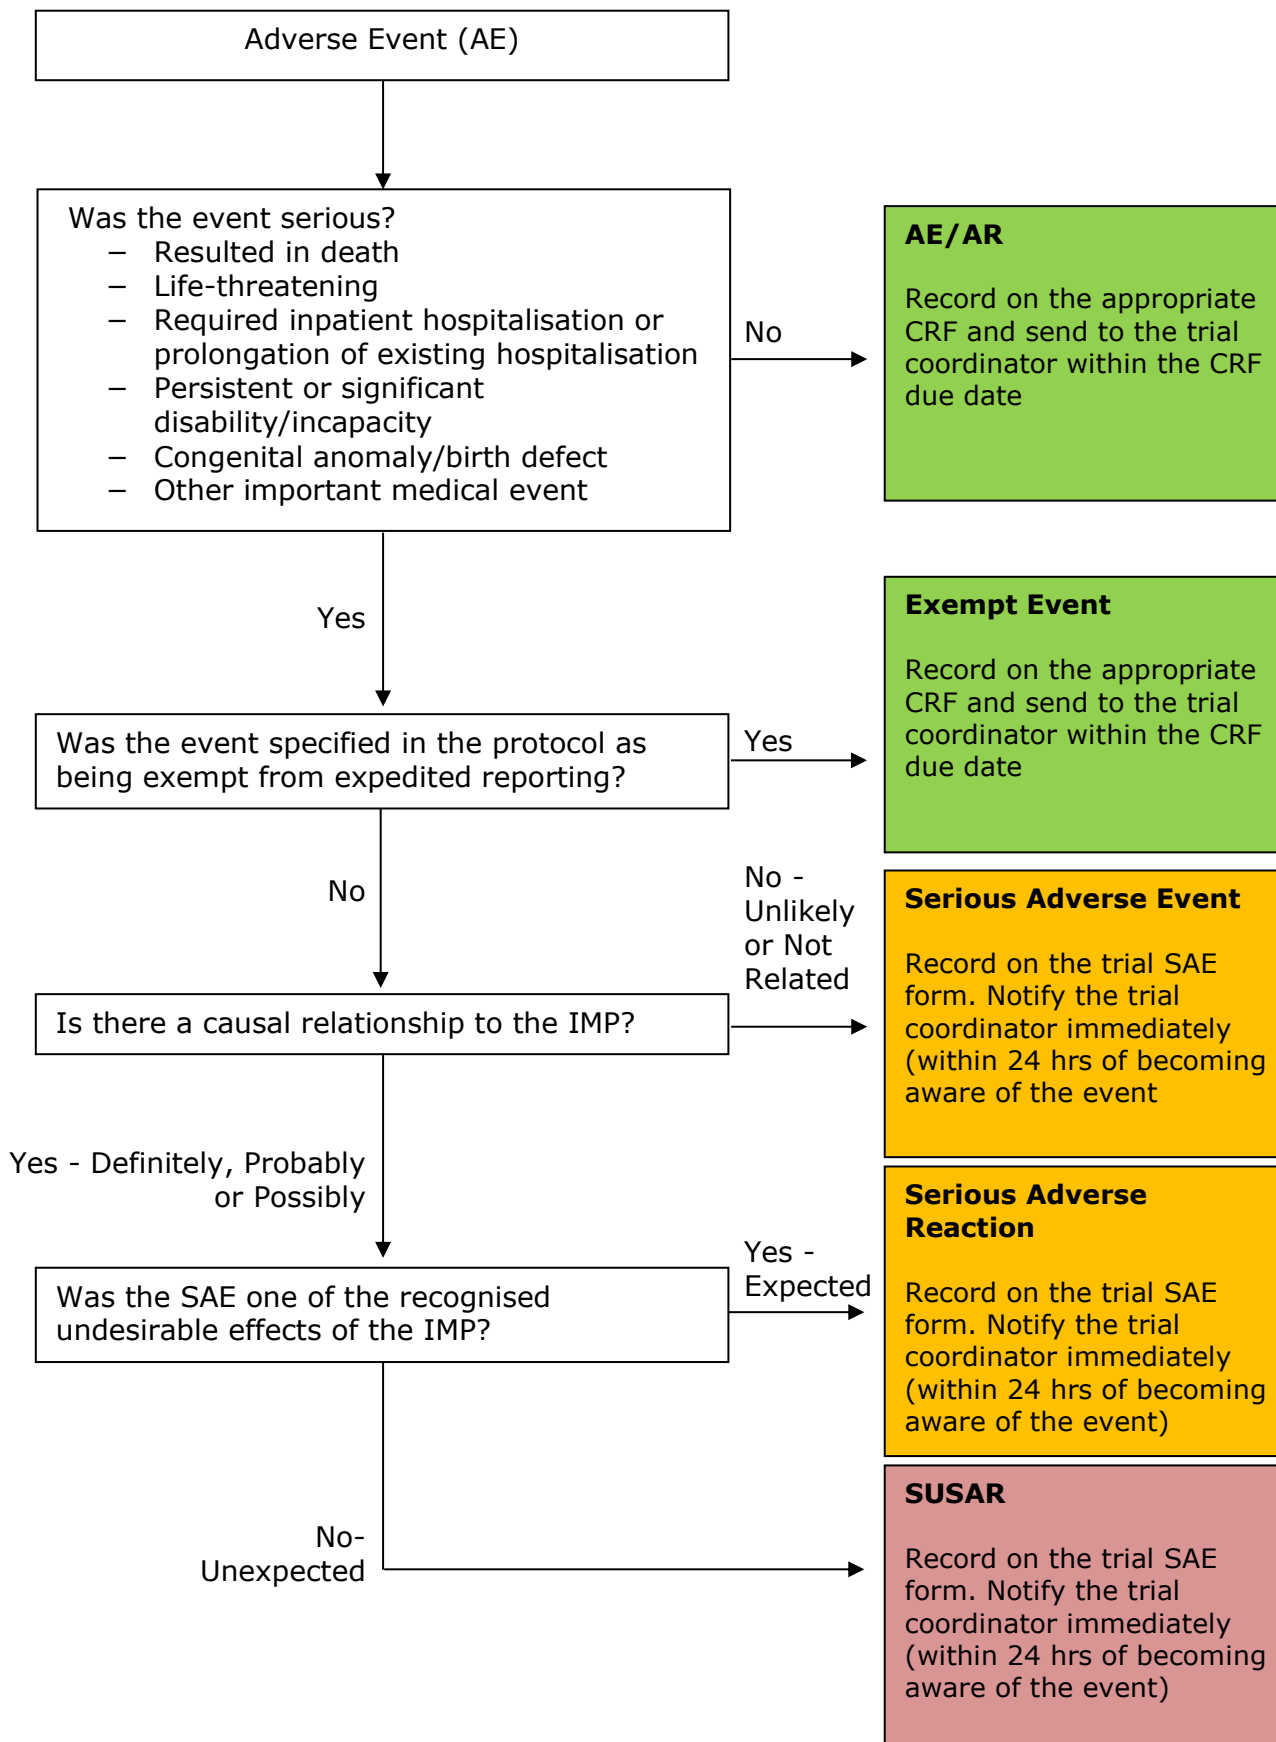 Adverse Event (AE)
Was the event serious?
– Resulted in death
– Life-threatening
– Required inpatient hospitalisation or
prolongation of existing hospitalisation
– Persistent or significant
disability/incapacity
– Congenital anomaly/birth defect
– Other important medical event
No
AE/AR
Record on the appropriate
CRF and send to the trial
coordinator within the CRF
due date
Yes
Was the event specified in the protocol as
being exempt from expedited reporting?
Yes
Exempt Event
Record on the appropriate
CRF and send to the trial
coordinator within the CRF
due date
No
Is there a causal relationship to the IMP?
No -
Unlikely
or Not
Related
Serious Adverse Event
Record on the trial SAE
form. Notify the trial
coordinator immediately
(within 24 hrs of becoming
aware of the event
Yes - Definitely, Probably
or Possibly
Was the SAE one of the recognised
undesirable effects of the IMP?
Yes -
Expected
Serious Adverse
Reaction
Record on the trial SAE
form. Notify the trial
coordinator immediately
(within 24 hrs of becoming
aware of the event)
No-
Unexpected
SUSAR
Record on the trial SAE
form. Notify the trial
coordinator immediately
(within 24 hrs of becoming
aware of the event)